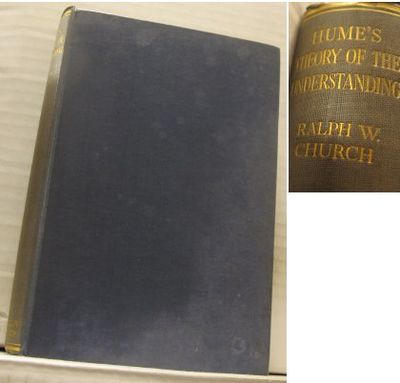 HUME'S
THEORY OF THE
UNDERSTANDING
RALPH W.
CHURCH